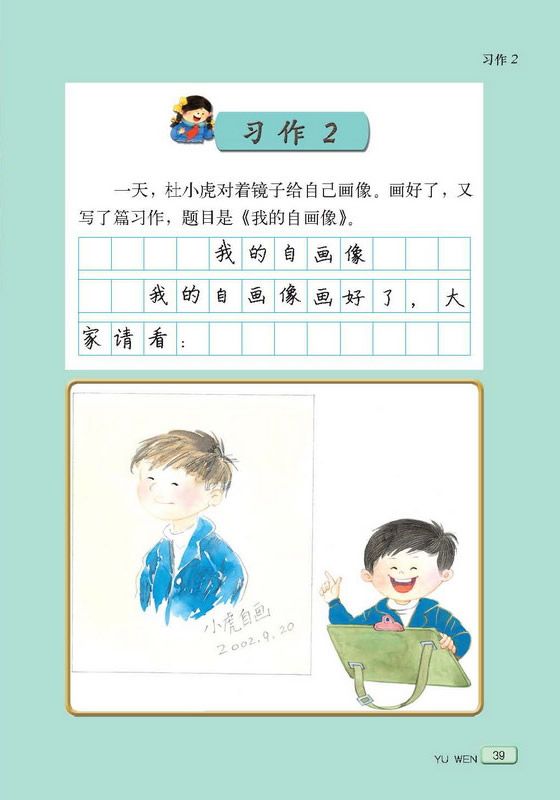 习作 2
习作 2
一天，杜小虎对着镜子给自己画像。画好了，又
写了篇习作，题目是《我的自画像》。
我的自画像
我的自画像画好了，大
家请看：
小虎自画
2002.9.20
YU WEN 39